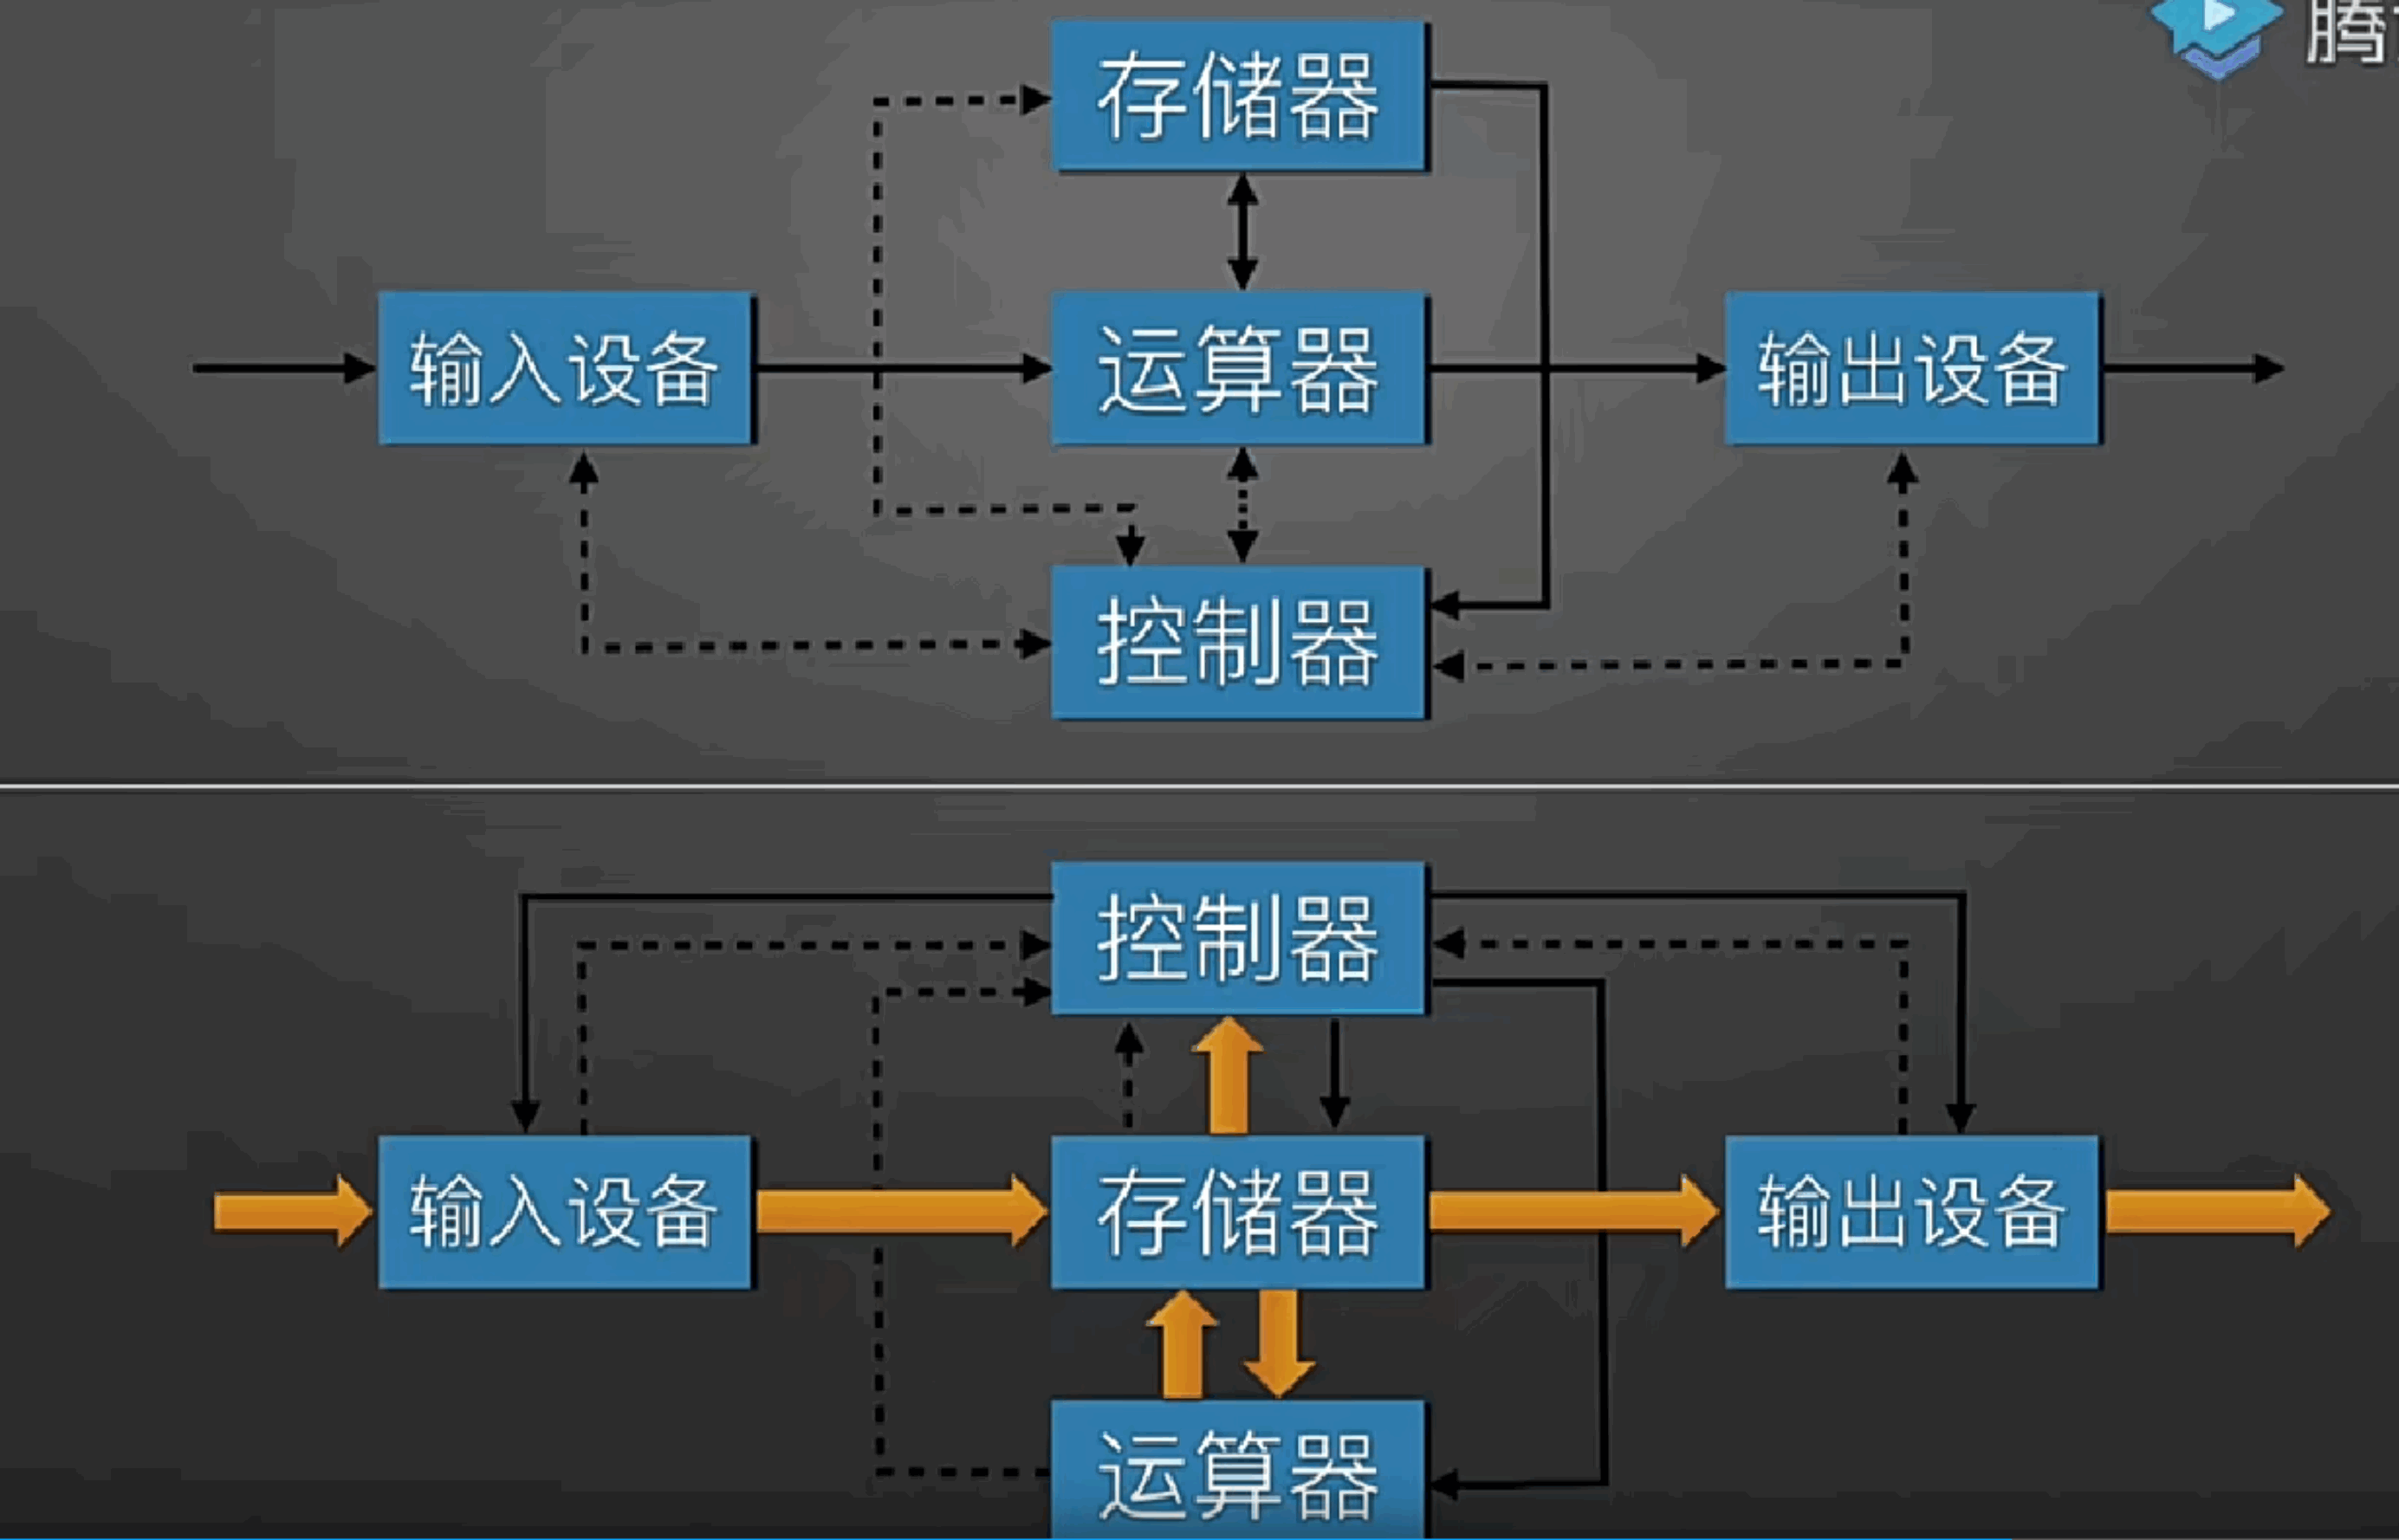 存储器
输入设备
运算器
输出设备
控制器
控制器
输入设备
存储器
输出设备
运算器